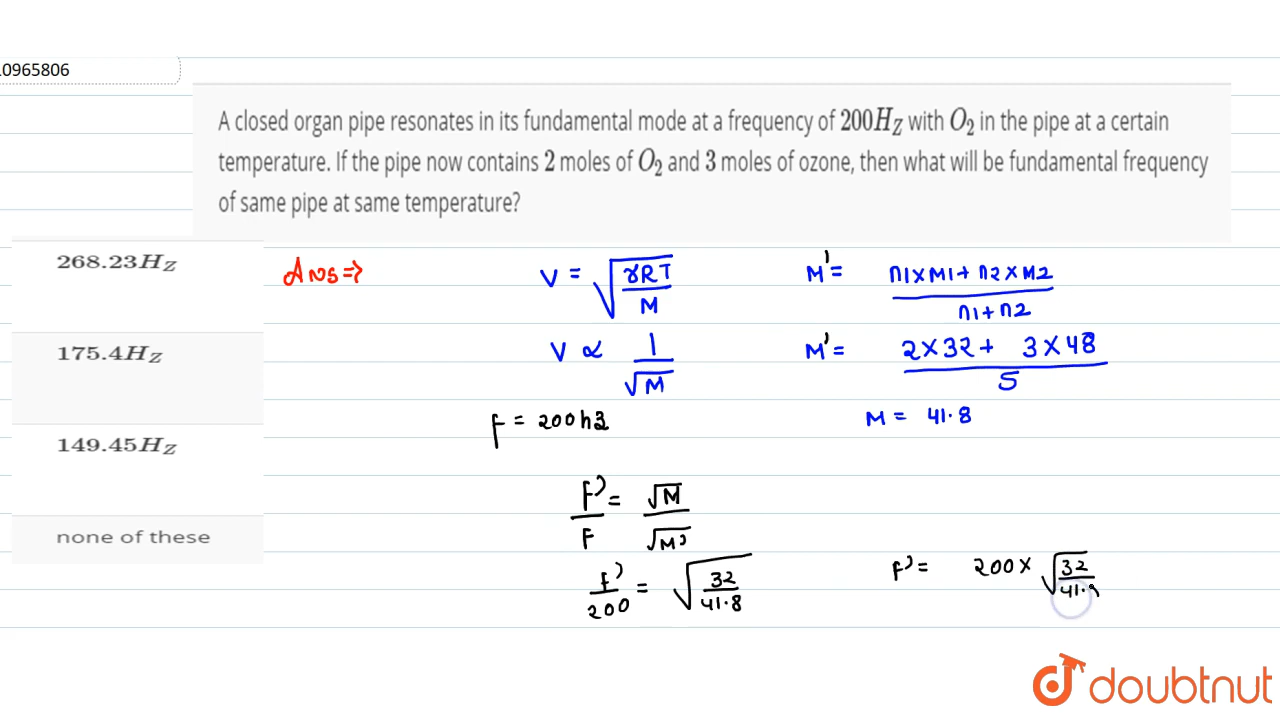 .0965806
A closed organ pipe resonates in its fundamental mode at a frequency of 200H_Z with O_2 in the pipe at a certain
temperature. If the pipe now contains 2 moles of O_2 and 3 moles of ozone, then what will be fundamental frequency
of same pipe at same temperature?
268.23H_Z
175.4H_Z
149.45H_Z
none of these
Ans⇒
V = √(γRT/M)
V ∝ 1/√M
F = 200hz
F'/F = √M/√M'
F'/200 = √(32/41.8)
M' = (n1×M1+n2×M2)/(n1+n2)
M' = (2×32+ 3×48)/5
M = 41.8
F' = 200× √(32/41.
doubtnut